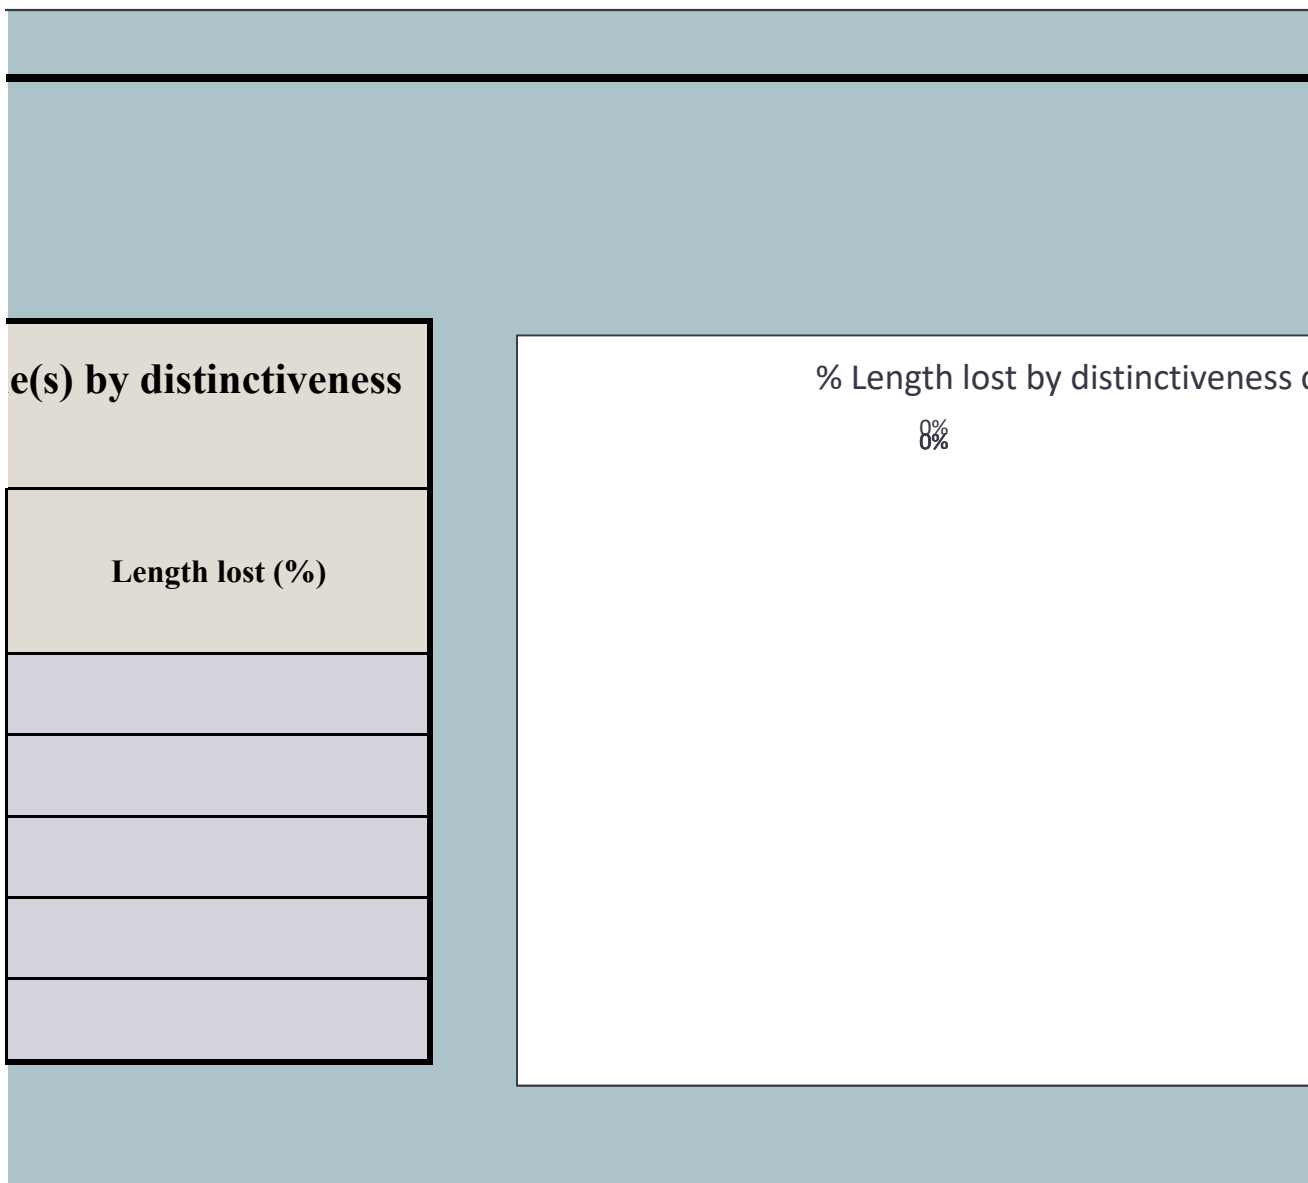 e(s) by distinctiveness
Length lost (%)
% Length lost by distinctiveness
0%
0%